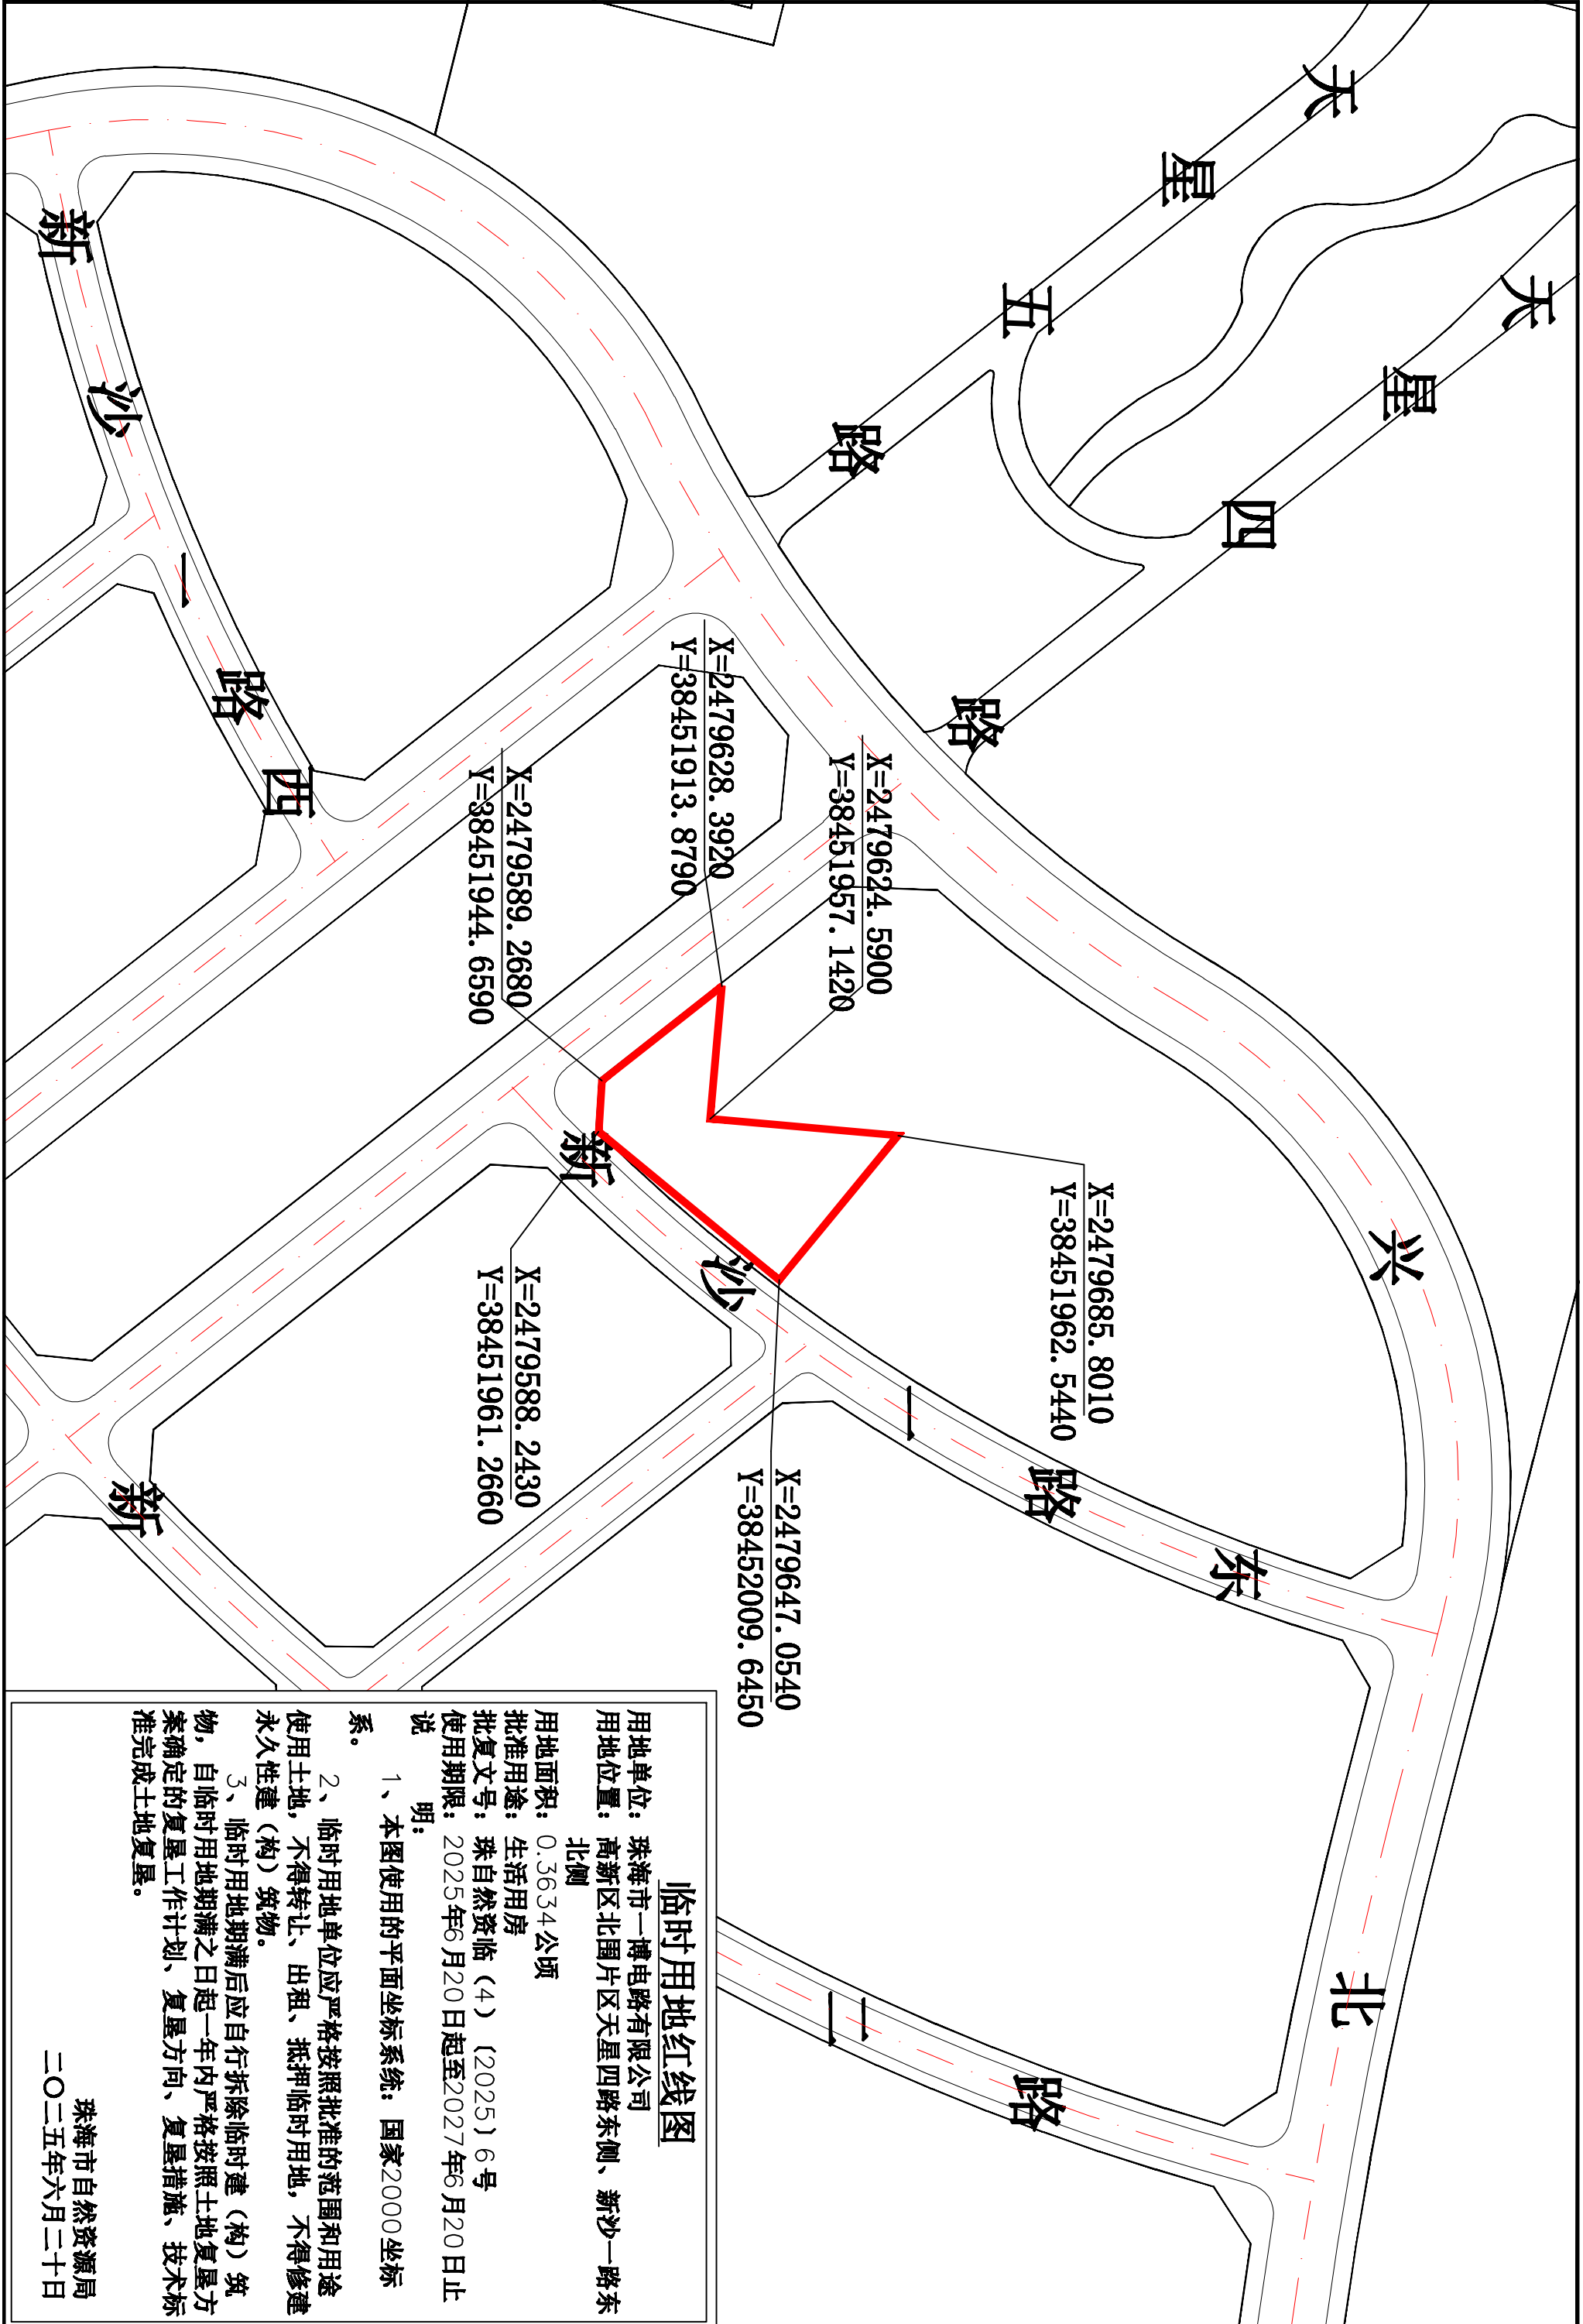 天星五路
天星四路
新沙一路西
新沙一路东
兴
北
新
二路
X=2479628.3920
Y=38451913.8790
X=2479624.5900
Y=38451957.1420
X=2479589.2680
Y=38451944.6590
X=2479685.8010
Y=38451962.5440
X=2479588.2430
Y=38451961.2660
X=2479647.0540
Y=38452009.6450
临时用地红线图
用地单位：珠海市一博电路有限公司
用地位置：高新区北围片区天星四路东侧、新沙一路东
北侧
用地面积：0.3634公顷
批准用途：生活用房
批复文号：珠自然资临（4）〔2025〕6号
使用期限：2025年6月20日起至2027年6月20日止
说　　明：
1、本图使用的平面坐标系统：国家2000坐标
系。
2、临时用地单位应严格按照批准的范围和用途
使用土地，不得转让、出租、抵押临时用地，不得修建
永久性建（构）筑物。
3、临时用地期满后应自行拆除临时建（构）筑
物，自临时用地期满之日起一年内严格按照土地复垦方
案确定的复垦工作计划、复垦方向、复垦措施、技术标
准完成土地复垦。
珠海市自然资源局
二〇二五年六月二十日